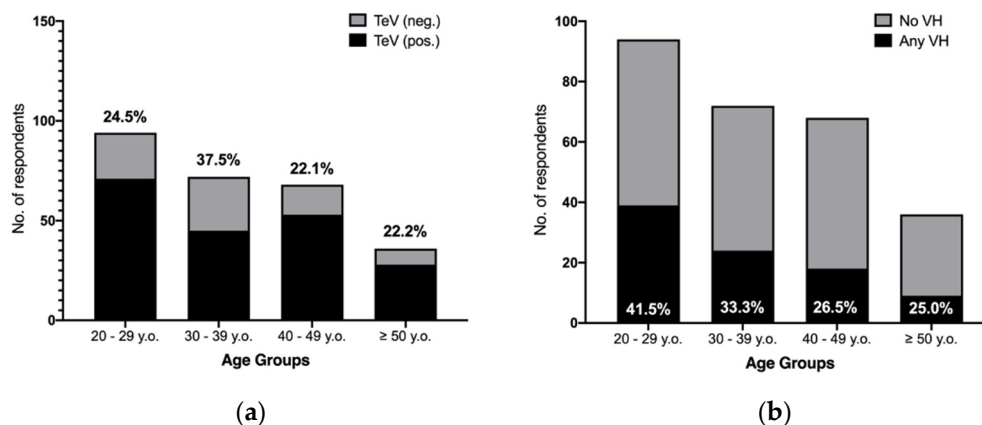 150
100
50
0
No. of respondents
TeV (neg.)
TeV (pos.)
24.5%
37.5%
22.1%
22.2%
20 - 29 y.o.
30 - 39 y.o.
40 - 49 y.o.
≥ 50 y.o.
Age Groups
(a)
100
80
60
40
20
0
No. of respondents
No VH
Any VH
41.5%
33.3%
26.5%
25.0%
20 - 29 y.o.
30 - 39 y.o.
40 - 49 y.o.
≥ 50 y.o.
Age Groups
(b)